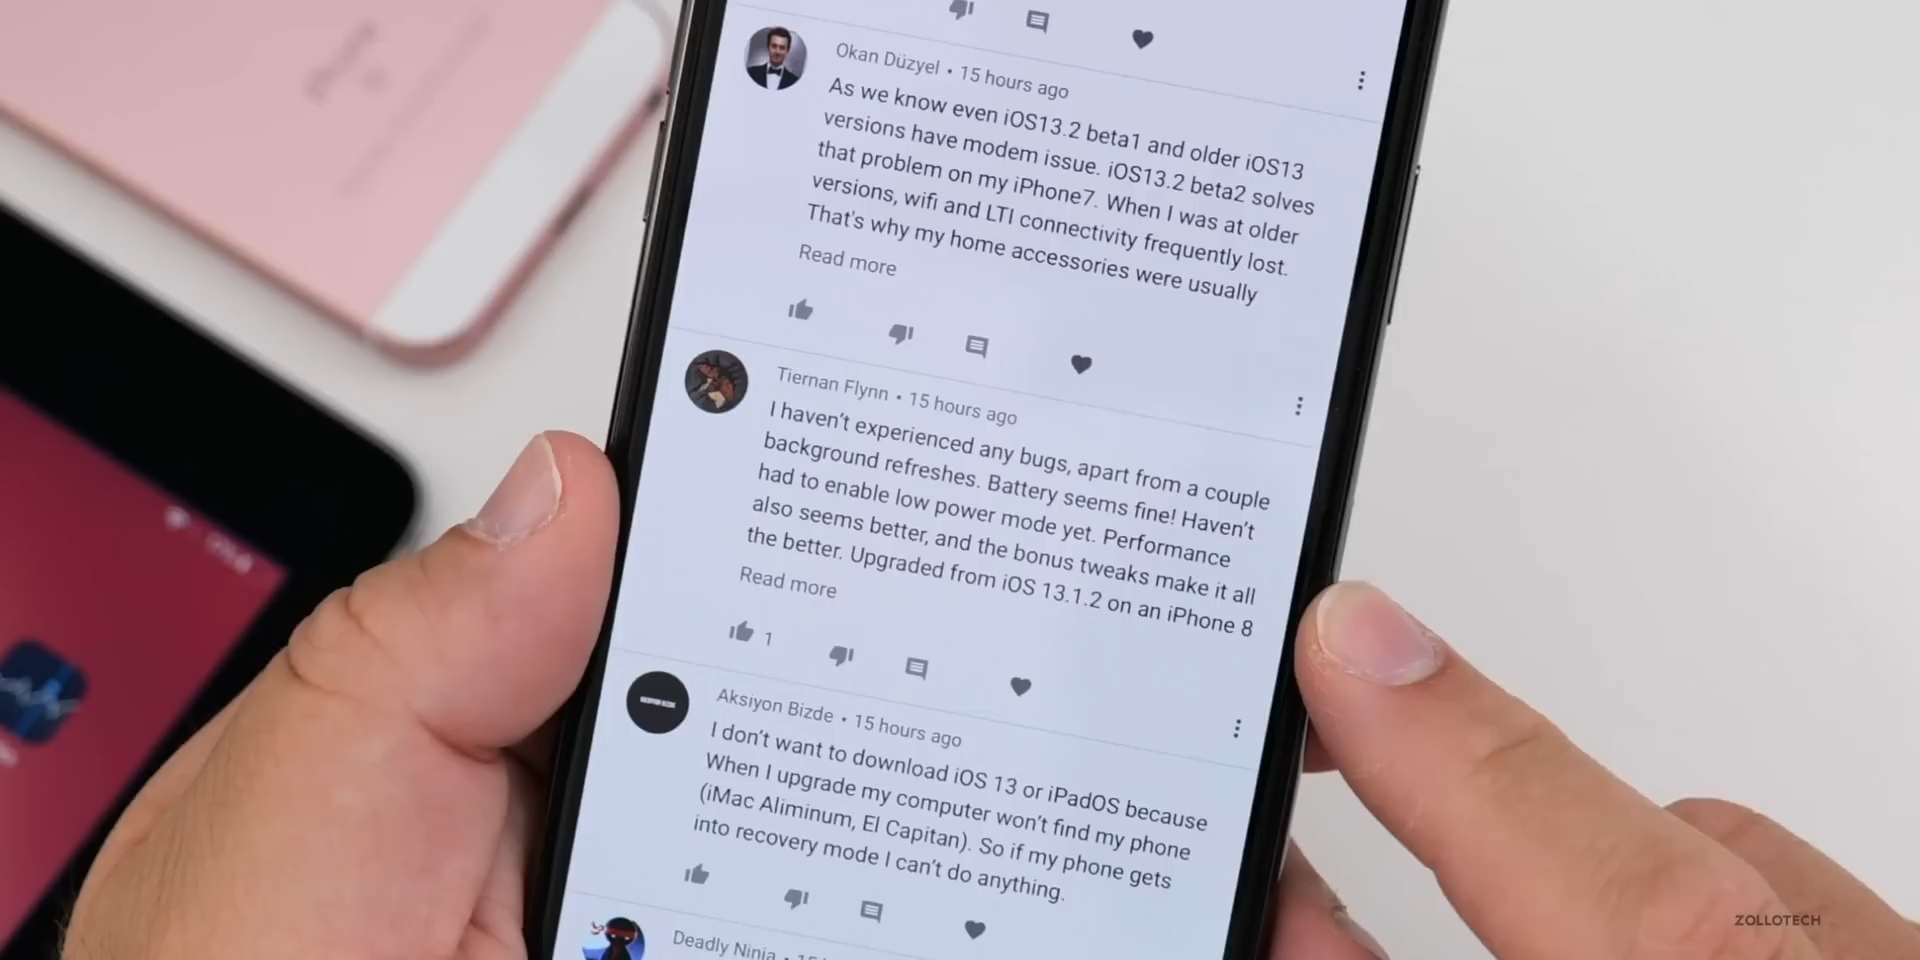 Okan Düzyel • 15 hours ago
As we know even iOS13.2 beta1 and older iOS13
versions have modem issue. iOS13.2 beta2 solves
that problem on my iPhone7. When I was at older
versions, wifi and LTI connectivity frequently lost.
That's why my home accessories were usually
Read more
Tiernan Flynn • 15 hours ago
I haven't experienced any bugs, apart from a couple
background refreshes. Battery seems fine! Haven't
had to enable low power mode yet. Performance
also seems better, and the bonus tweaks make it all
the better. Upgraded from iOS 13.1.2 on an iPhone 8
Read more
1
Aksiyon Bizde • 15 hours ago
I don't want to download iOS 13 or iPadOS because
When I upgrade my computer won't find my phone
(iMac Aliminum, El Capitan). So if my phone gets
into recovery mode I can't do anything.
Deadly Ninja •
ZOLLOTECH